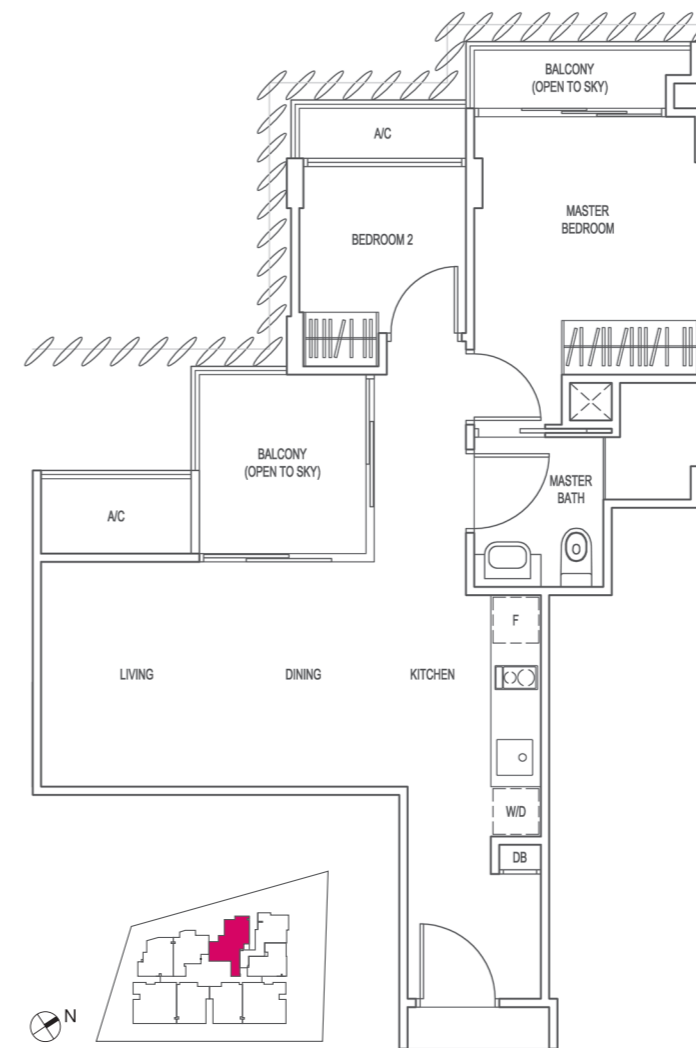 BALCONY
(OPEN TO SKY)
A/C
MASTER
BEDROOM
BEDROOM 2
BALCONY
(OPEN TO SKY)
MASTER
BATH
A/C
F
LIVING
DINING
KITCHEN
W/D
DB
N